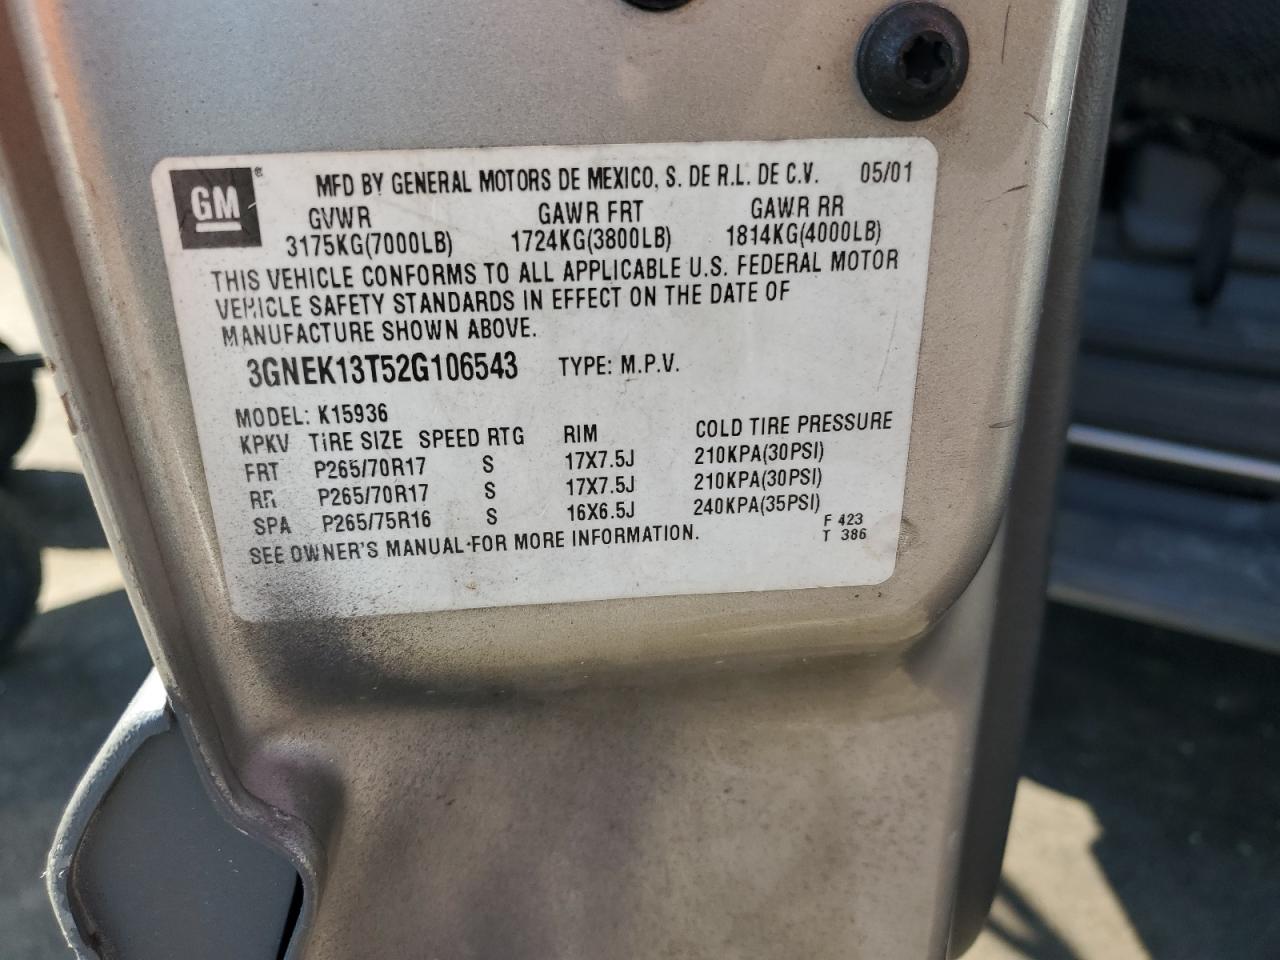 GM®
MFD BY GENERAL MOTORS DE MEXICO, S. DE R.L. DE C.V. 05/01
GVWR GAWR FRT GAWR RR
3175KG(7000LB) 1724KG(3800LB) 1814KG(4000LB)
THIS VEHICLE CONFORMS TO ALL APPLICABLE U.S. FEDERAL MOTOR
VEHICLE SAFETY STANDARDS IN EFFECT ON THE DATE OF
MANUFACTURE SHOWN ABOVE.
3GNEK13T52G106543 TYPE: M.P.V.
MODEL: K15936
KPKV TIRE SIZE SPEED RTG RIM COLD TIRE PRESSURE
FRT P265/70R17 S 17X7.5J 210KPA(30PSI)
RR P265/70R17 S 17X7.5J 210KPA(30PSI)
SPA P265/75R16 S 16X6.5J 240KPA(35PSI)
SEE OWNER'S MANUAL FOR MORE INFORMATION.
F 423
T 386